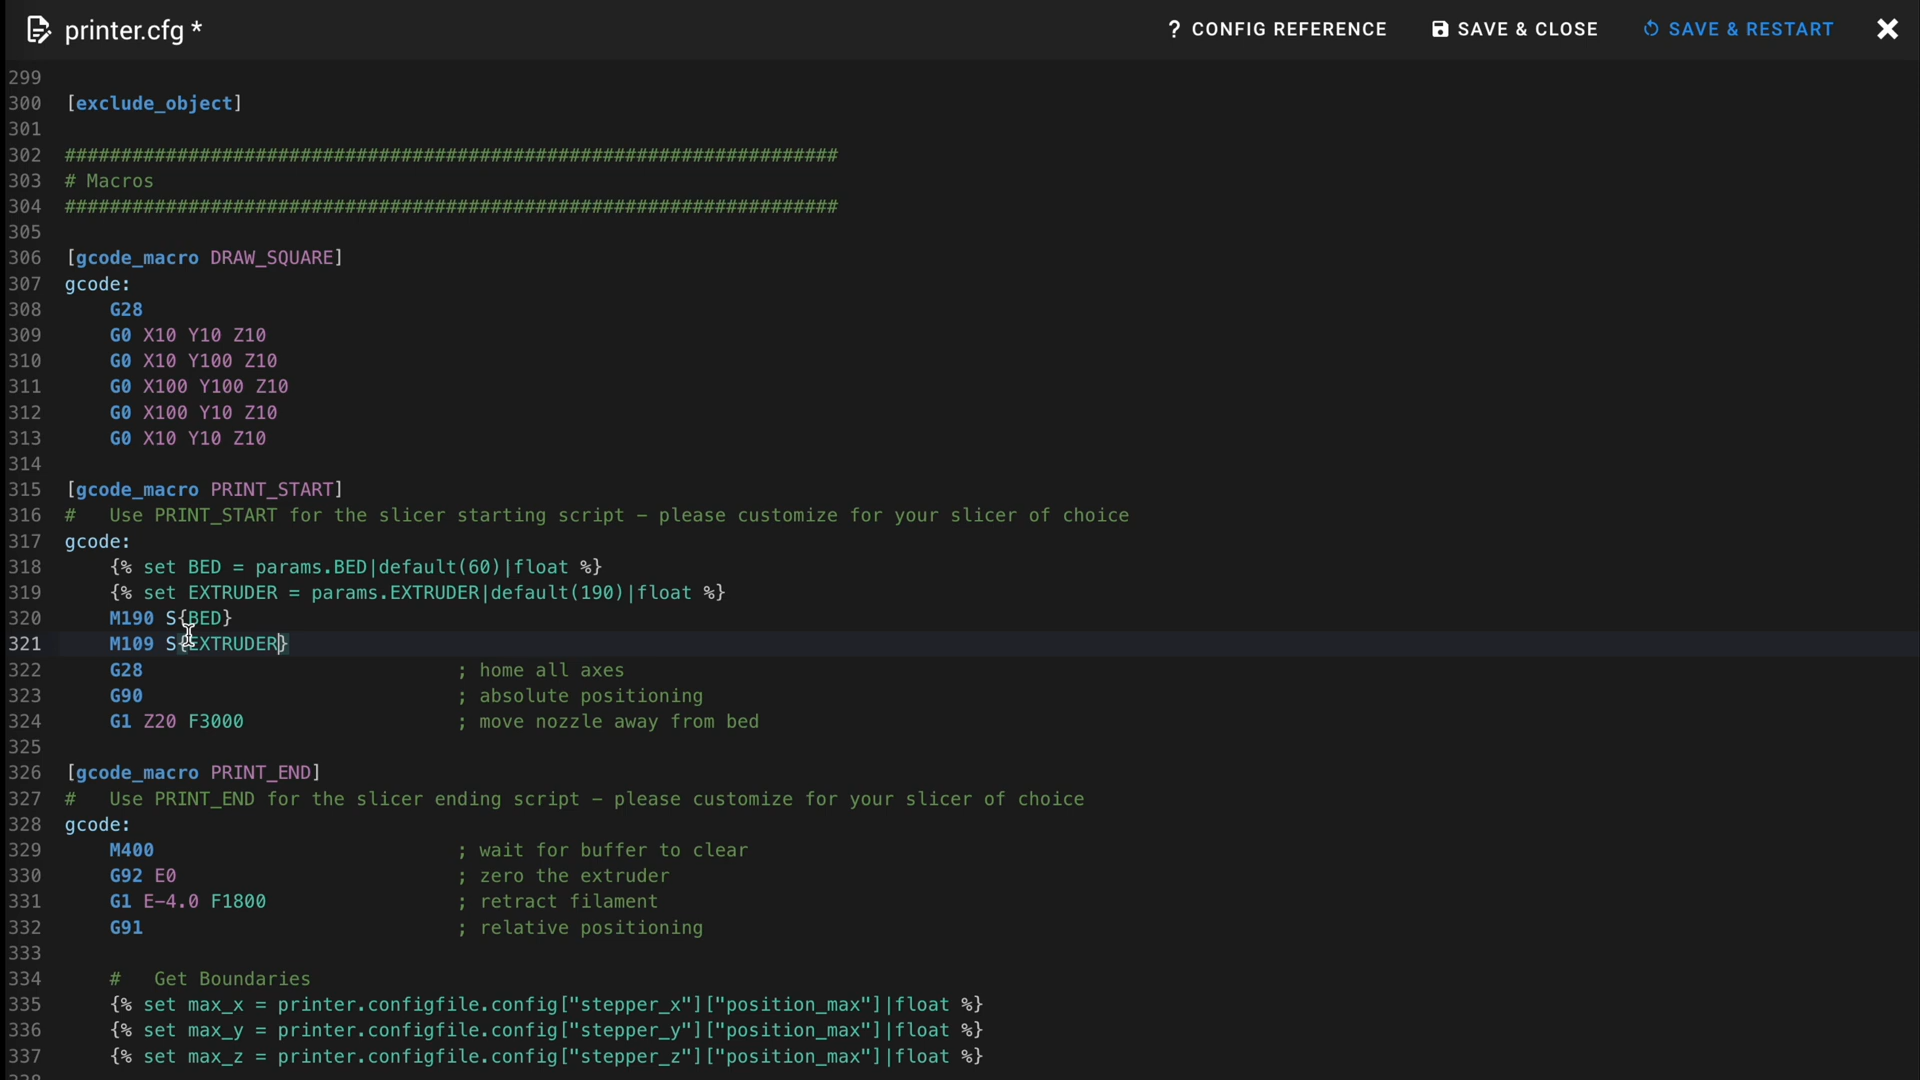 printer.cfg *
? CONFIG REFERENCE
SAVE & CLOSE
SAVE & RESTART
299
300 [exclude_object]
301
302 #####################################################################
303 # Macros
304 #####################################################################
305
306 [gcode_macro DRAW_SQUARE]
307 gcode:
308 G28
309 G0 X10 Y10 Z10
310 G0 X10 Y100 Z10
311 G0 X100 Y100 Z10
312 G0 X100 Y10 Z10
313 G0 X10 Y10 Z10
314
315 [gcode_macro PRINT_START]
316 # Use PRINT_START for the slicer starting script - please customize for your slicer of choice
317 gcode:
318 {% set BED = params.BED|default(60)|float %}
319 {% set EXTRUDER = params.EXTRUDER|default(190)|float %}
320 M190 S{BED}
321 M109 S{EXTRUDER}
322 G28 ; home all axes
323 G90 ; absolute positioning
324 G1 Z20 F3000 ; move nozzle away from bed
325
326 [gcode_macro PRINT_END]
327 # Use PRINT_END for the slicer ending script - please customize for your slicer of choice
328 gcode:
329 M400 ; wait for buffer to clear
330 G92 E0 ; zero the extruder
331 G1 E-4.0 F1800 ; retract filament
332 G91 ; relative positioning
333
334 # Get Boundaries
335 {% set max_x = printer.configfile.config["stepper_x"]["position_max"]|float %}
336 {% set max_y = printer.configfile.config["stepper_y"]["position_max"]|float %}
337 {% set max_z = printer.configfile.config["stepper_z"]["position_max"]|float %}